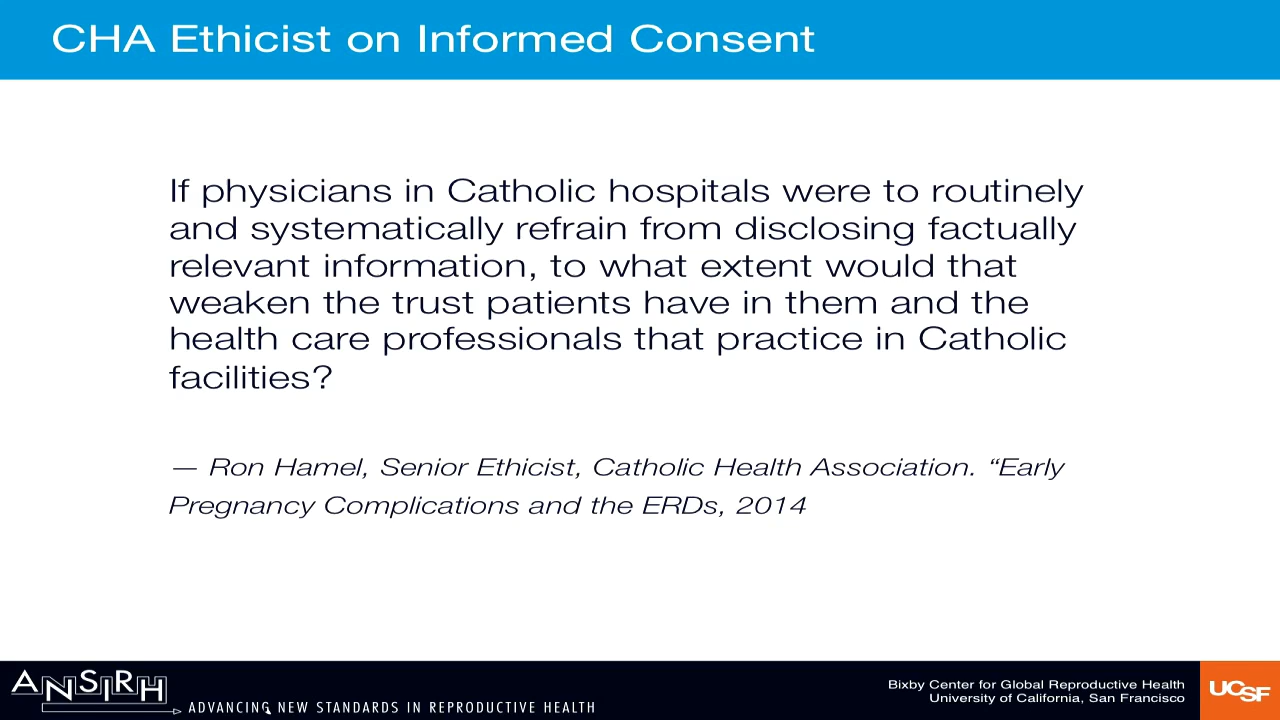 CHA Ethicist on Informed Consent
If physicians in Catholic hospitals were to routinely
and systematically refrain from disclosing factually
relevant information, to what extent would that
weaken the trust patients have in them and the
health care professionals that practice in Catholic
facilities?
— Ron Hamel, Senior Ethicist, Catholic Health Association. “Early
Pregnancy Complications and the ERDs, 2014
ANSIRH
ADVANCING NEW STANDARDS IN REPRODUCTIVE HEALTH
Bixby Center for Global Reproductive Health
University of California, San Francisco
UCSF